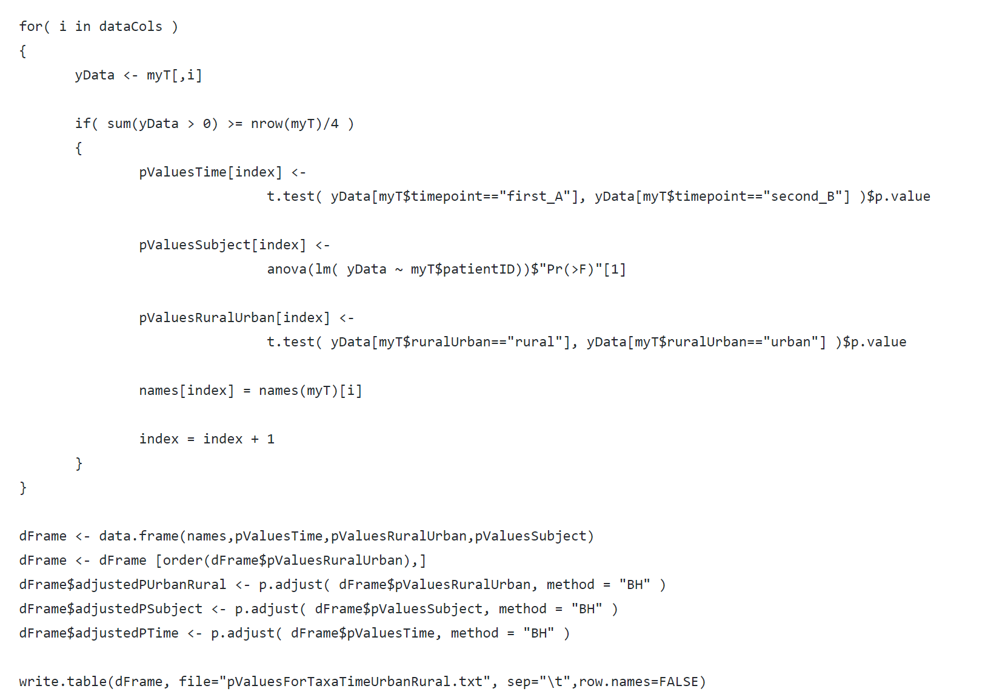 for( i in dataCols )
{
	yData <- myT[,i]

	if( sum(yData > 0) >= nrow(myT)/4 )
	{
		pValuesTime[index] <-
				t.test( yData[myT$timepoint=="first_A"], yData[myT$timepoint=="second_B"] )$p.value

		pValuesSubject[index] <-
				anova(lm( yData ~ myT$patientID))$"Pr(>F)"[1]

		pValuesRuralUrban[index] <-
				t.test( yData[myT$ruralUrban=="rural"], yData[myT$ruralUrban=="urban"] )$p.value

		names[index] = names(myT)[i]

		index = index + 1
	}
}

dFrame <- data.frame(names,pValuesTime,pValuesRuralUrban,pValuesSubject)
dFrame <- dFrame [order(dFrame$pValuesRuralUrban),]
dFrame$adjustedPUrbanRural <- p.adjust( dFrame$pValuesRuralUrban, method = "BH" )
dFrame$adjustedPSubject <- p.adjust( dFrame$pValuesSubject, method = "BH" )
dFrame$adjustedPTime <- p.adjust( dFrame$pValuesTime, method = "BH" )

write.table(dFrame, file="pValuesForTaxaTimeUrbanRural.txt", sep="\t",row.names=FALSE)